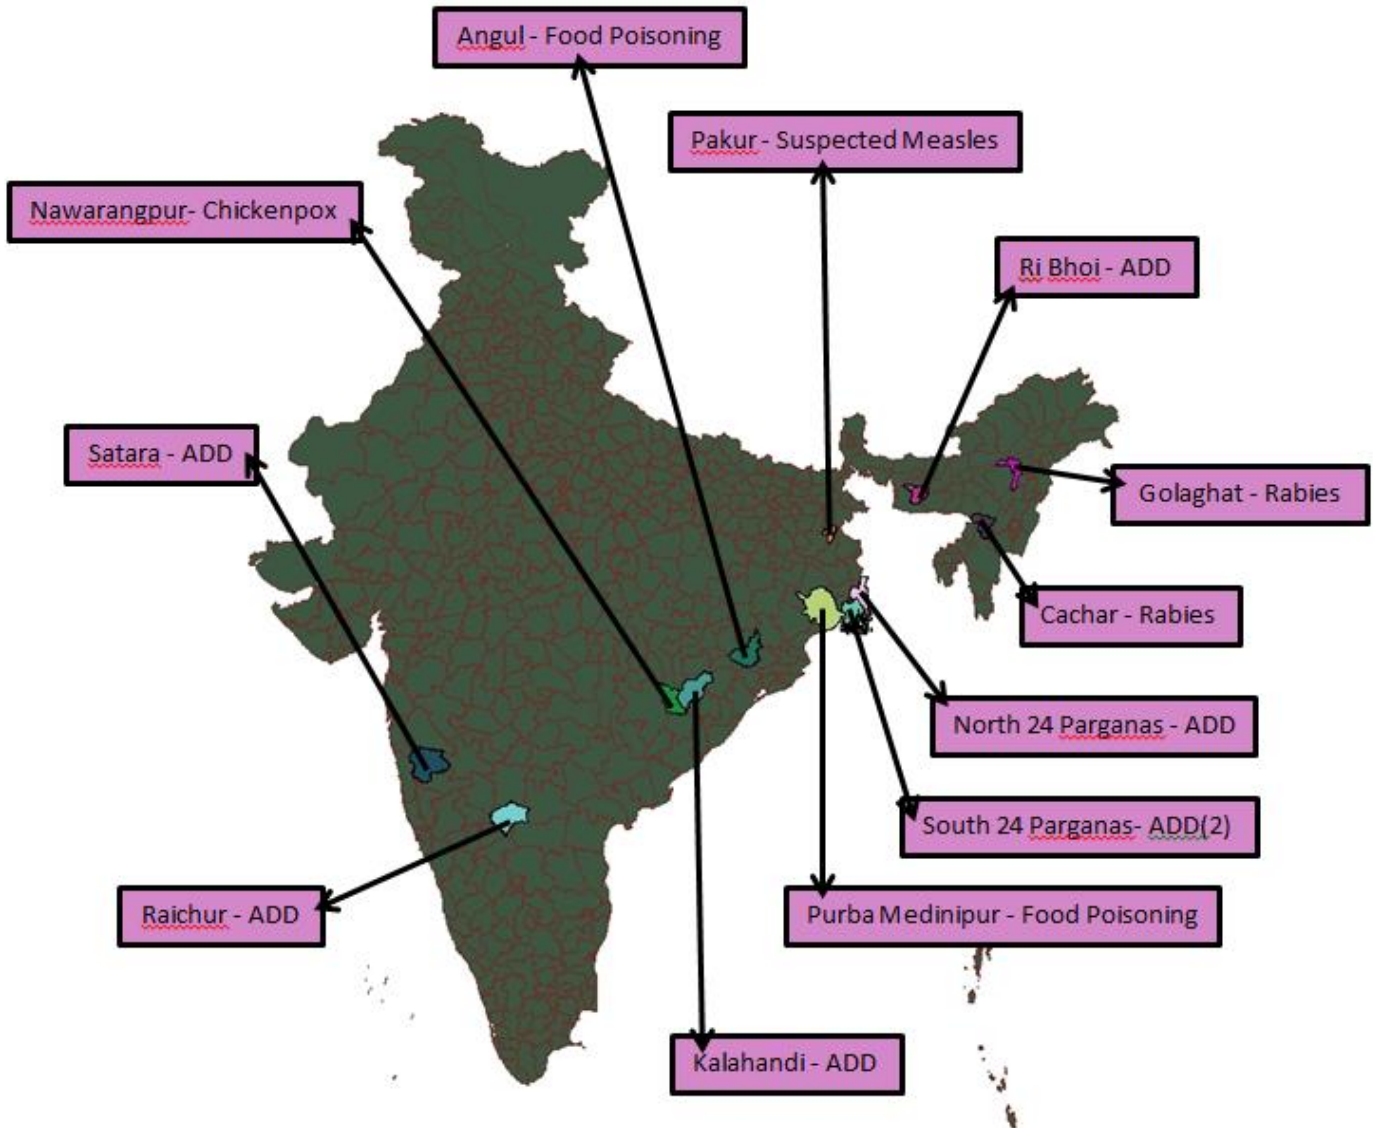 Angul - Food Poisoning
Pakur - Suspected Measles
Nawarangpur- Chickenpox
Ri Bhoi - ADD
Satara - ADD
Golaghat - Rabies
Cachar - Rabies
North 24 Parganas - ADD
South 24 Parganas- ADD(2)
Raichur - ADD
Purba Medinipur - Food Poisoning
Kalahandi - ADD